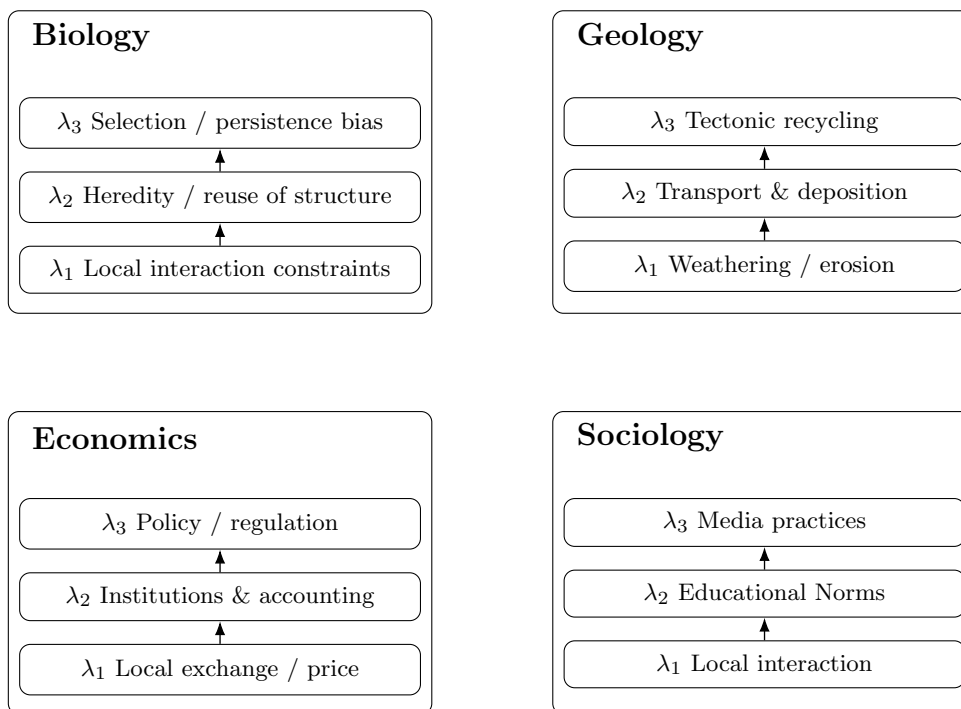 Biology
λ₃ Selection / persistence bias
λ₂ Heredity / reuse of structure
λ₁ Local interaction constraints
Geology
λ₃ Tectonic recycling
λ₂ Transport & deposition
λ₁ Weathering / erosion
Economics
λ₃ Policy / regulation
λ₂ Institutions & accounting
λ₁ Local exchange / price
Sociology
λ₃ Media practices
λ₂ Educational Norms
λ₁ Local interaction